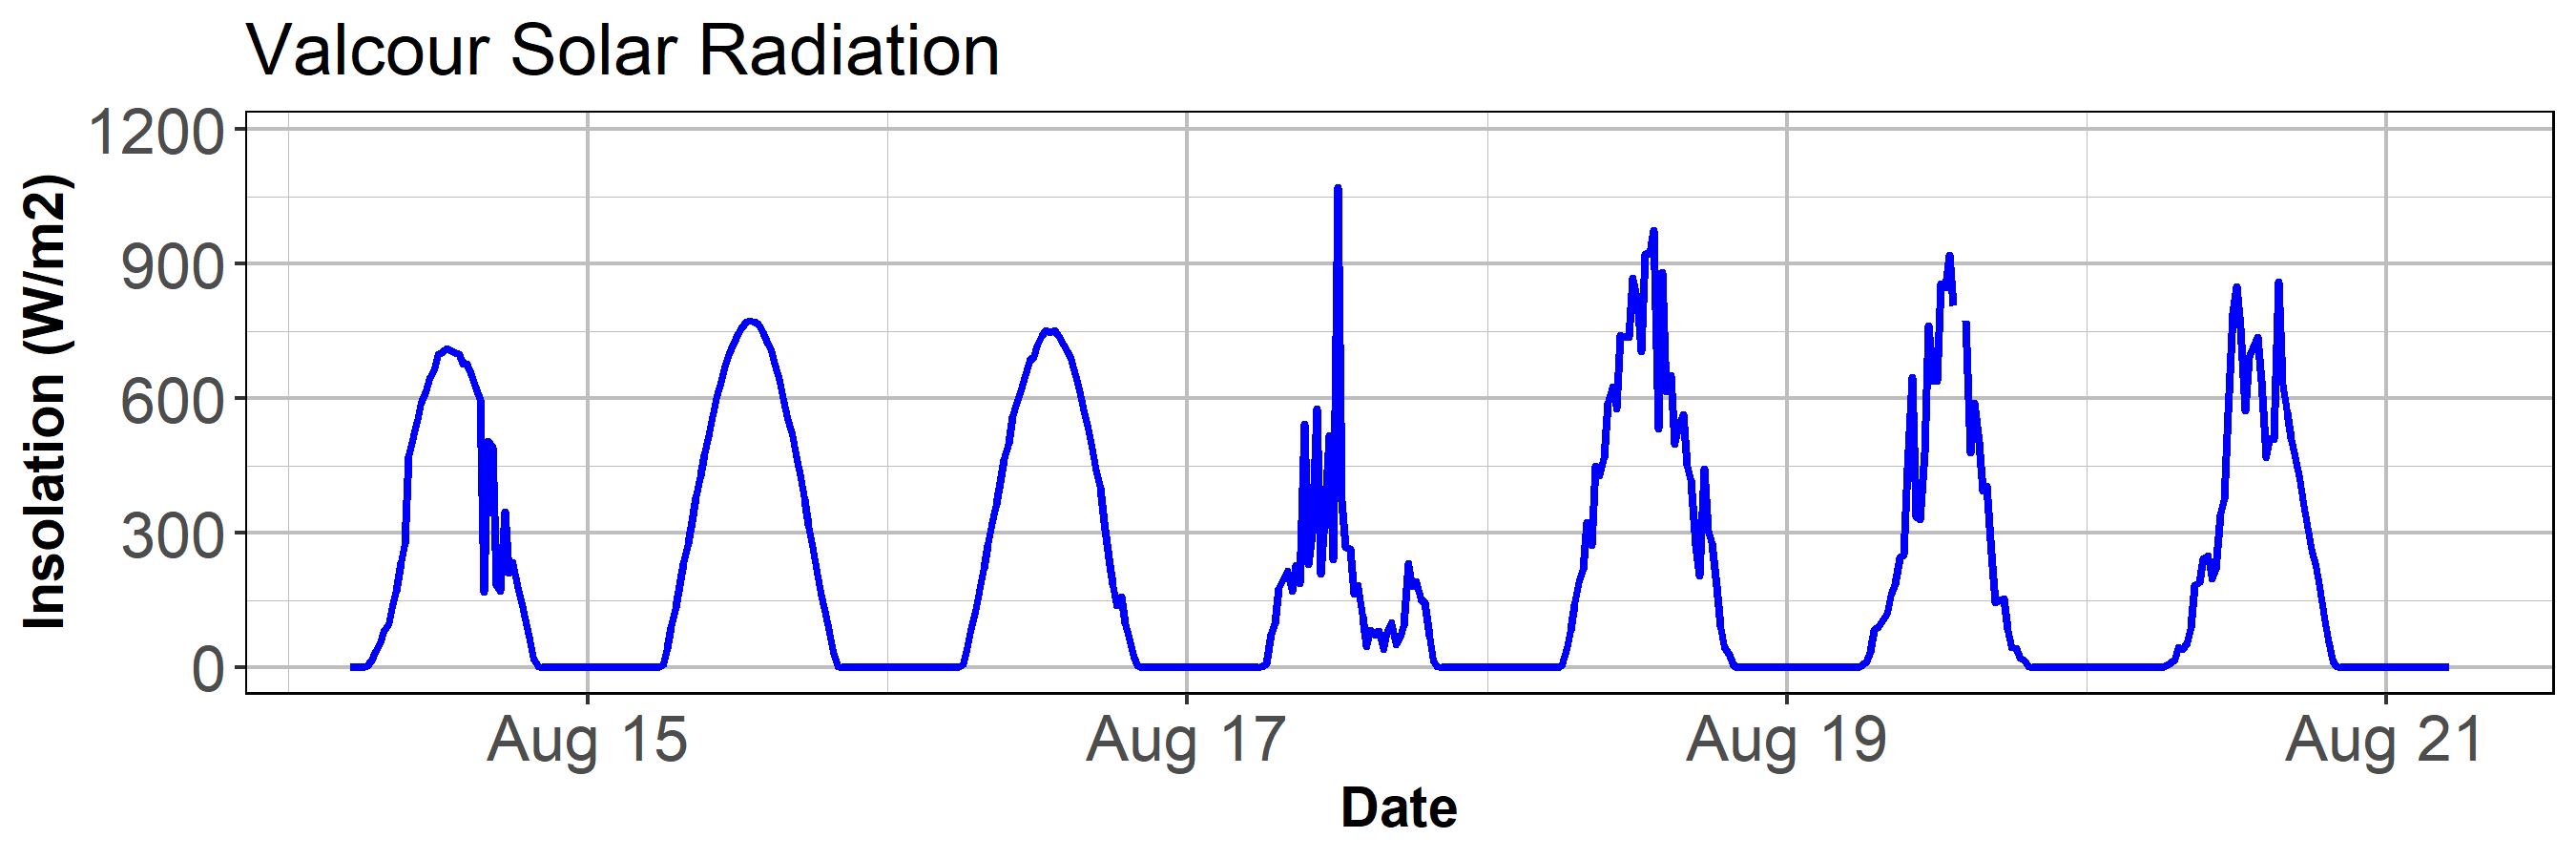 Valcour Solar Radiation
1200
900
600
300
0
Insolation (W/m2)
Aug 15 Aug 17 Aug 19 Aug 21
Date